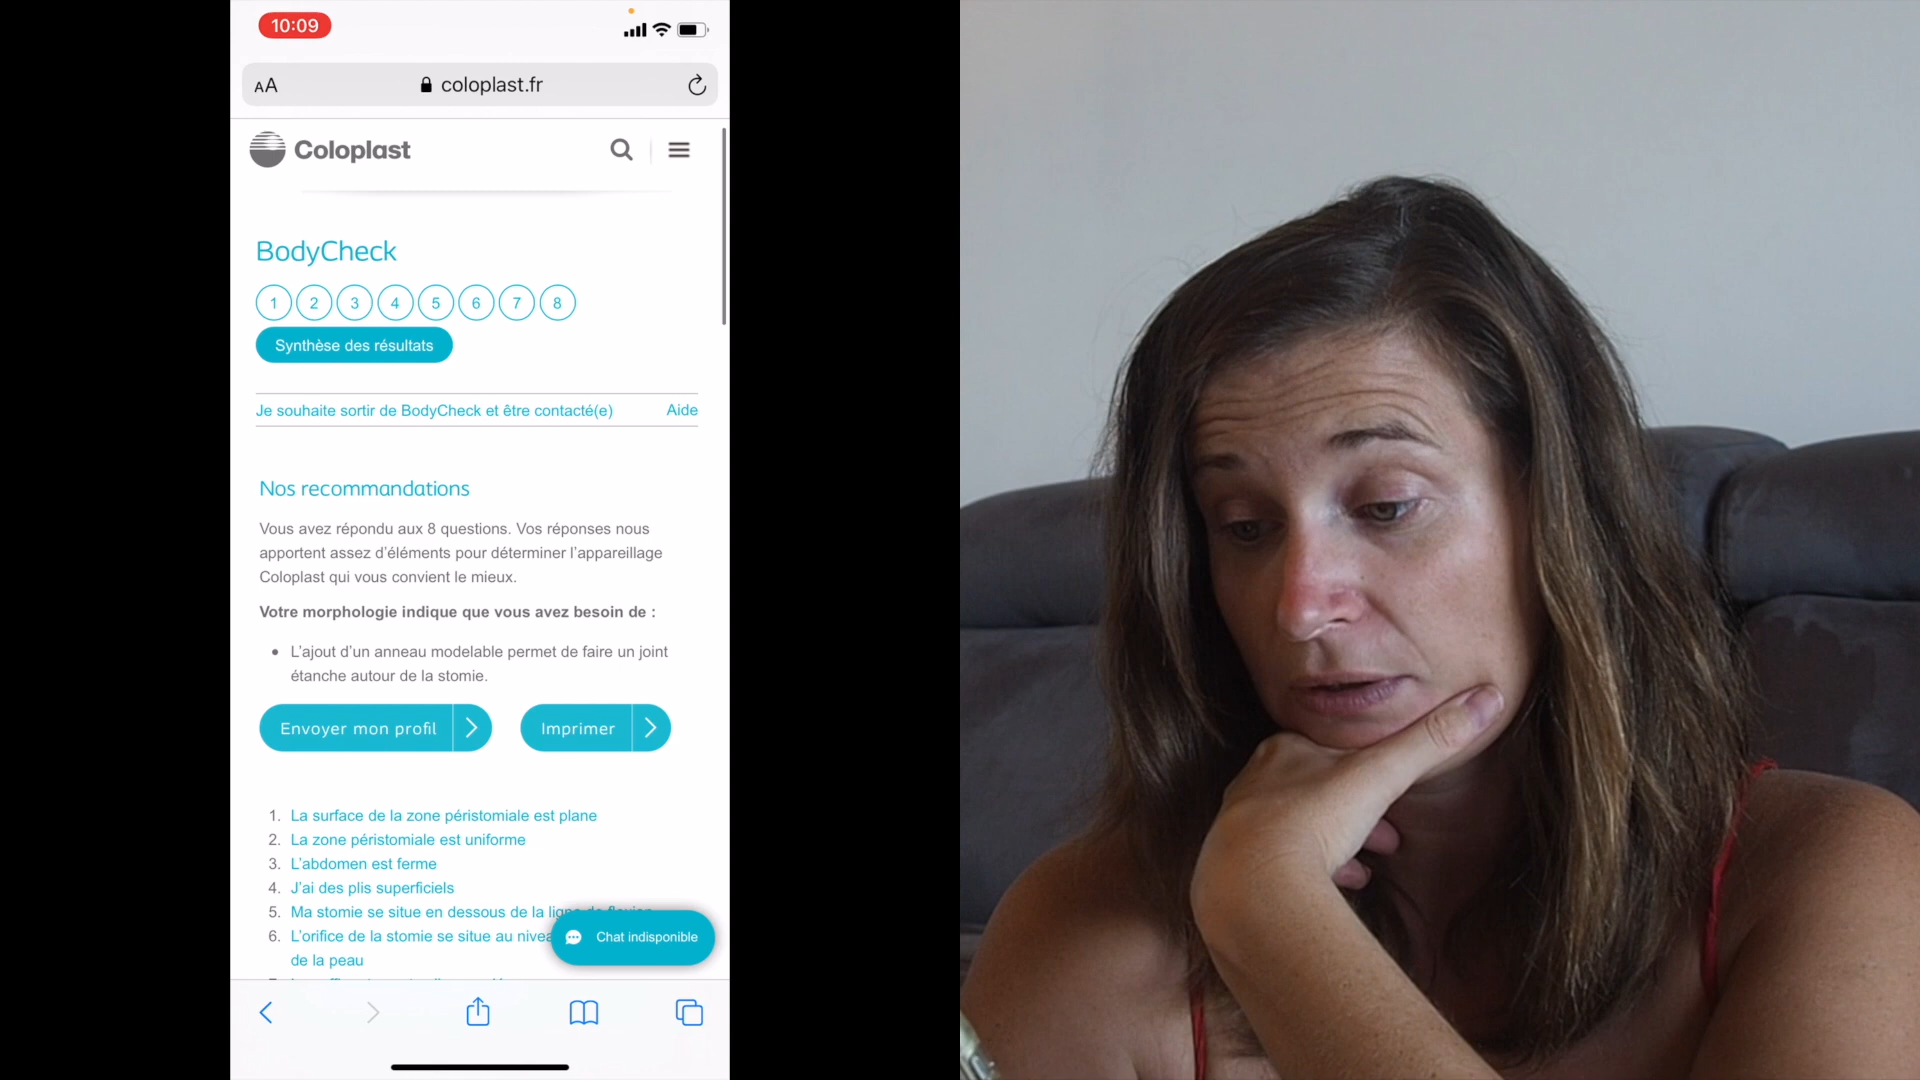 10:09
AA coloplast.fr
Coloplast
BodyCheck
1 2 3 4 5 6 7 8
Synthèse des résultats
Je souhaite sortir de BodyCheck et être contacté(e) Aide
Nos recommandations
Vous avez répondu aux 8 questions. Vos réponses nous
apportent assez d'éléments pour déterminer l'appareillage
Coloplast qui vous convient le mieux.
Votre morphologie indique que vous avez besoin de :
• L'ajout d'un anneau modelable permet de faire un joint
étanche autour de la stomie.
Envoyer mon profil
Imprimer
1. La surface de la zone péristomiale est plane
2. La zone péristomiale est uniforme
3. L'abdomen est ferme
4. J'ai des plis superficiels
5. Ma stomie se situe en dessous de la ligne de flexion
6. L'orifice de la stomie se situe au nivea
de la peau
Chat indisponible